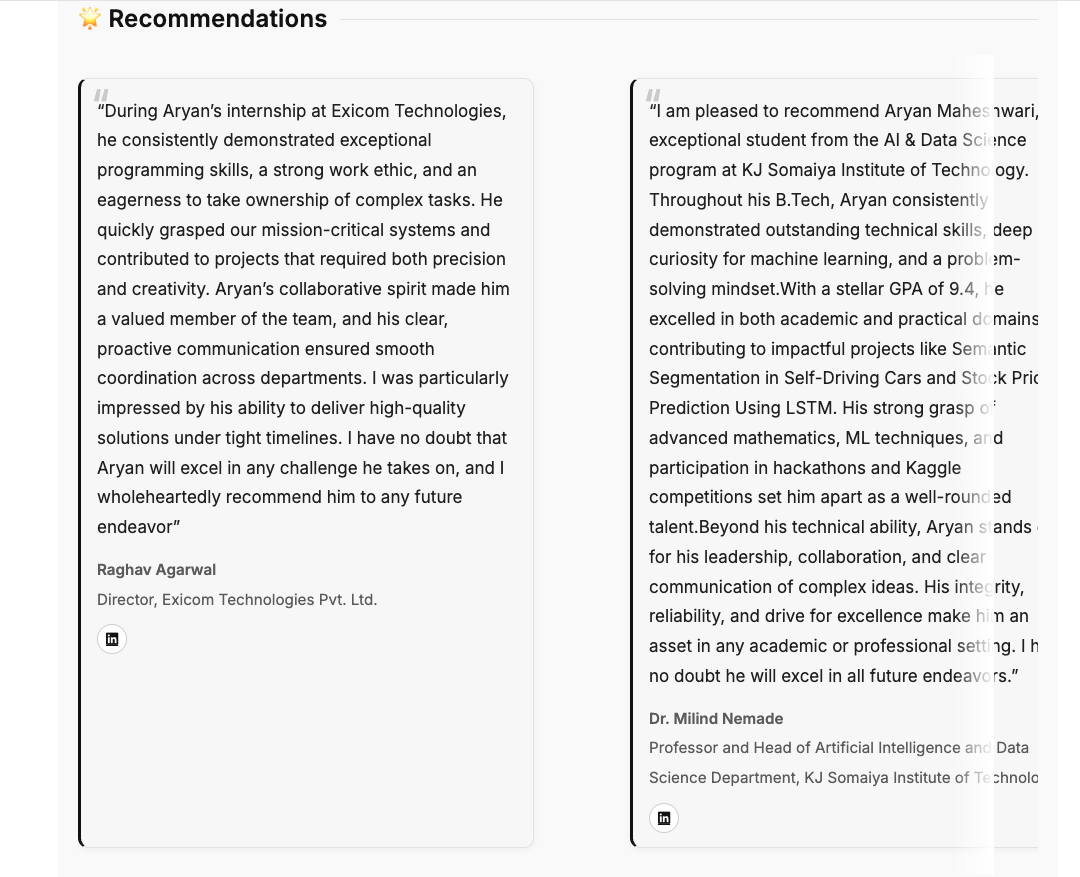 🌟 Recommendations
“During Aryan’s internship at Exicom Technologies,
he consistently demonstrated exceptional
programming skills, a strong work ethic, and an
eagerness to take ownership of complex tasks. He
quickly grasped our mission-critical systems and
contributed to projects that required both precision
and creativity. Aryan’s collaborative spirit made him
a valued member of the team, and his clear,
proactive communication ensured smooth
coordination across departments. I was particularly
impressed by his ability to deliver high-quality
solutions under tight timelines. I have no doubt that
Aryan will excel in any challenge he takes on, and I
wholeheartedly recommend him to any future
endeavor”
Raghav Agarwal
Director, Exicom Technologies Pvt. Ltd.
in
“I am pleased to recommend Aryan Maheshwari,
exceptional student from the AI & Data Science
program at KJ Somaiya Institute of Technology.
Throughout his B.Tech, Aryan consistently
demonstrated outstanding technical skills, deep
curiosity for machine learning, and a problem-
solving mindset.With a stellar GPA of 9.4, he
excelled in both academic and practical domains
contributing to impactful projects like Semantic
Segmentation in Self-Driving Cars and Stock
Prediction Using LSTM. His strong grasp of
advanced mathematics, ML techniques, and
participation in hackathons and Kaggle
competitions set him apart as a well-rounded
talent.Beyond his technical ability, Aryan stands
for his leadership, collaboration, and clear
communication of complex ideas. His integrity,
reliability, and drive for excellence make him an
asset in any academic or professional setting. I
no doubt he will excel in all future endeavors.”
Dr. Milind Nemade
Professor and Head of Artificial Intelligence and Data
Science Department, KJ Somaiya Institute of
in